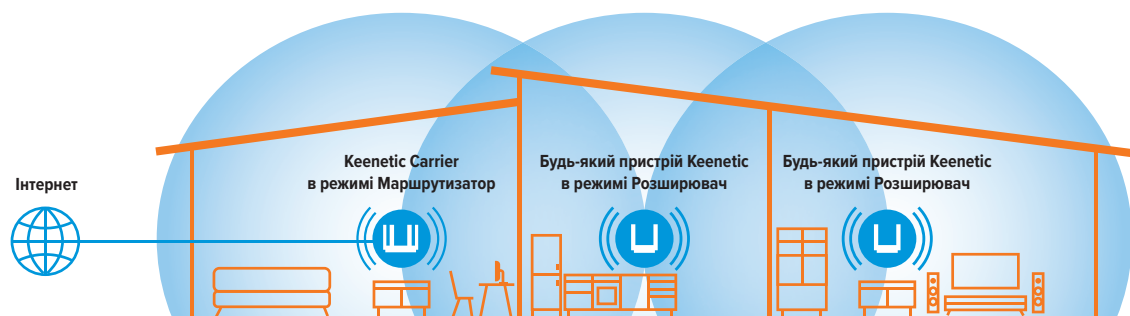 Інтернет
Keenetic Carrier
в режимі Маршрутизатор
Будь-який пристрій Keenetic
в режимі Розширювач
Будь-який пристрій Keenetic
в режимі Розширювач